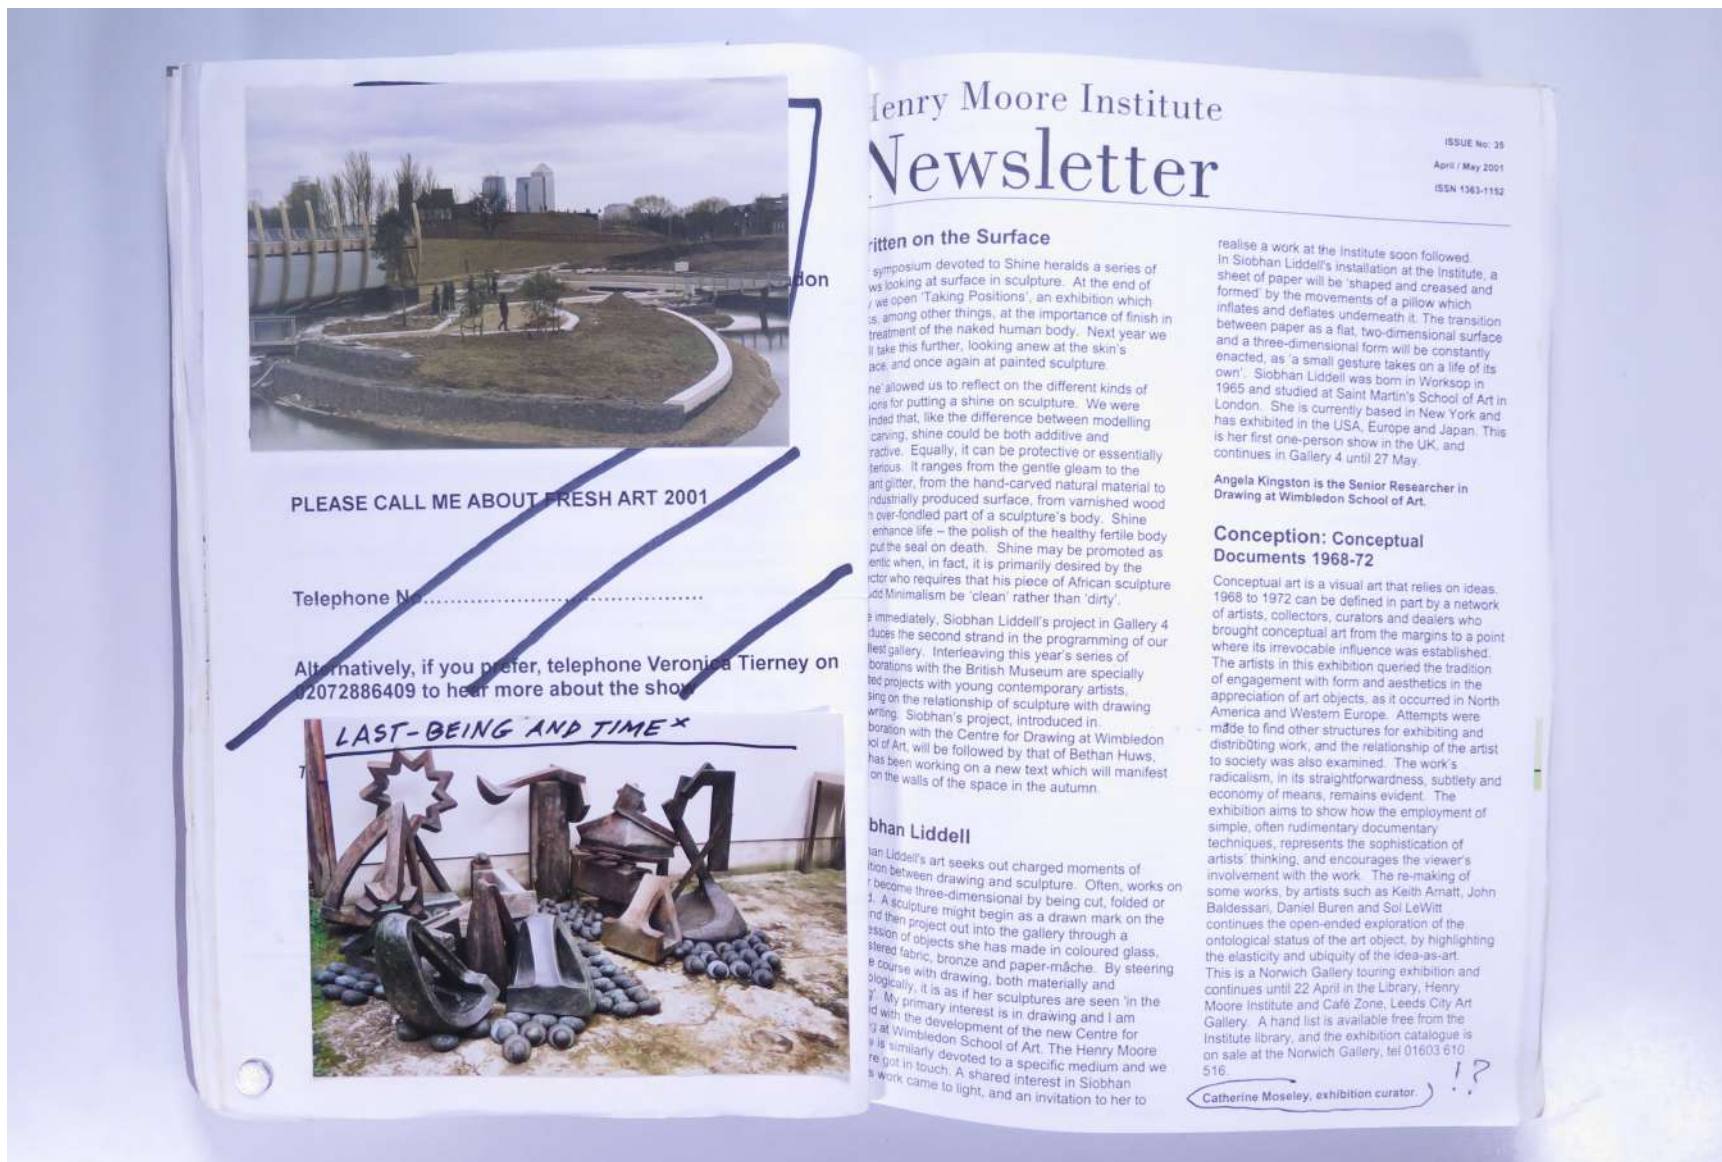 don
PLEASE CALL ME ABOUT FRESH ART 2001
Telephone No
Alternatively, if you prefer, telephone Veronica Tierney on
02072886409 to hear more about the show
LAST-BEING AND TIME x
Henry Moore Institute
Newsletter
ISSUE No: 35
April / May 2001
ISSN 1363-1152
ritten on the Surface
symposium devoted to Shine heralds a series of
ws looking at surface in sculpture. At the end of
we open 'Taking Positions', an exhibition which
among other things, at the importance of finish in
treatment of the naked human body. Next year we
ll take this further, looking anew at the skin's
ace, and once again at painted sculpture.
ne' allowed us to reflect on the different kinds of
ons for putting a shine on sculpture. We were
inded that, like the difference between modelling
carving, shine could be both additive and
ractive. Equally, it can be protective or essentially
terious. It ranges from the gentle gleam to the
ant glitter, from the hand-carved natural material to
ndustrially produced surface, from varnished wood
over-fondled part of a sculpture's body. Shine
enhance life – the polish of the healthy fertile body
put the seal on death. Shine may be promoted as
entic when, in fact, it is primarily desired by the
ctor who requires that his piece of African sculpture
Minimalism be 'clean' rather than 'dirty'.
immediately, Siobhan Liddell's project in Gallery 4
duces the second strand in the programming of our
llest gallery. Interleaving this year's series of
borations with the British Museum are specially
ted projects with young contemporary artists,
sing on the relationship of sculpture with drawing
writing. Siobhan's project, introduced in.
boration with the Centre for Drawing at Wimbledon
ol of Art, will be followed by that of Bethan Huws,
has been working on a new text which will manifest
on the walls of the space in the autumn.
bhan Liddell
an Liddell's art seeks out charged moments of
ition between drawing and sculpture. Often, works on
r become three-dimensional by being cut, folded or
d. A sculpture might begin as a drawn mark on the
nd then project out into the gallery through a
ession of objects she has made in coloured glass,
stered fabric, bronze and paper-mâche. By steering
e course with drawing, both materially and
ologically, it is as if her sculptures are seen 'in the
g'. My primary interest is in drawing and I am
d with the development of the new Centre for
g at Wimbledon School of Art. The Henry Moore
is similarly devoted to a specific medium and we
re got in touch. A shared interest in Siobhan
s work came to light, and an invitation to her to
realise a work at the Institute soon followed.
In Siobhan Liddell's installation at the Institute, a
sheet of paper will be 'shaped and creased and
formed' by the movements of a pillow which
inflates and deflates underneath it. The transition
between paper as a flat, two-dimensional surface
and a three-dimensional form will be constantly
enacted, as 'a small gesture takes on a life of its
own'. Siobhan Liddell was born in Worksop in
1965 and studied at Saint Martin's School of Art in
London. She is currently based in New York and
has exhibited in the USA, Europe and Japan. This
is her first one-person show in the UK, and
continues in Gallery 4 until 27 May.
Angela Kingston is the Senior Researcher in
Drawing at Wimbledon School of Art.
Conception: Conceptual
Documents 1968-72
Conceptual art is a visual art that relies on ideas.
1968 to 1972 can be defined in part by a network
of artists, collectors, curators and dealers who
brought conceptual art from the margins to a point
where its irrevocable influence was established.
The artists in this exhibition queried the tradition
of engagement with form and aesthetics in the
appreciation of art objects, as it occurred in North
America and Western Europe. Attempts were
made to find other structures for exhibiting and
distributing work, and the relationship of the artist
to society was also examined. The work's
radicalism, in its straightforwardness, subtlety and
economy of means, remains evident. The
exhibition aims to show how the employment of
simple, often rudimentary documentary
techniques, represents the sophistication of
artists' thinking, and encourages the viewer's
involvement with the work. The re-making of
some works, by artists such as Keith Arnatt, John
Baldessari, Daniel Buren and Sol LeWitt
continues the open-ended exploration of the
ontological status of the art object, by highlighting
the elasticity and ubiquity of the idea-as-art.
This is a Norwich Gallery touring exhibition and
continues until 22 April in the Library, Henry
Moore Institute and Café Zone, Leeds City Art
Gallery. A hand list is available free from the
Institute library, and the exhibition catalogue is
on sale at the Norwich Gallery, tel 01603 610
516.
!?
Catherine Moseley, exhibition curator.